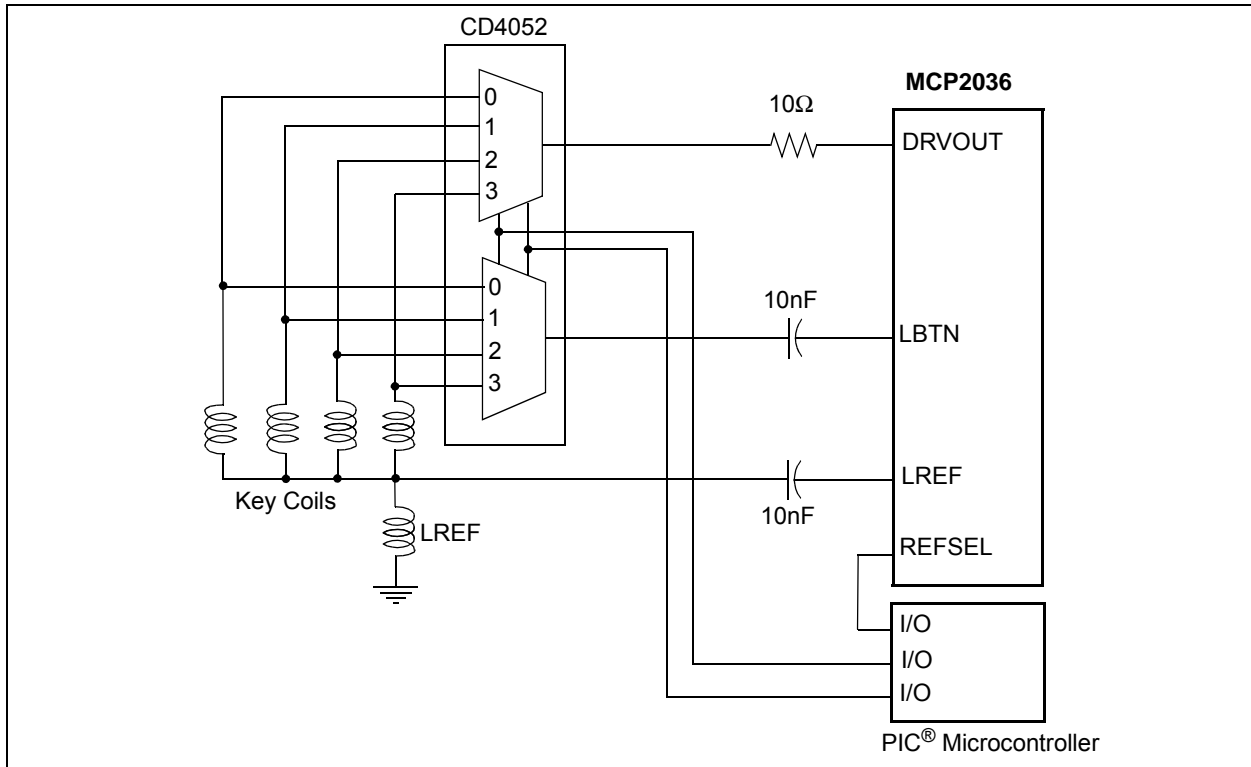 CD4052
MCP2036
0
1
2
3
10Ω
DRVOUT
0
1
2
3
10nF
LBTN
Key Coils
LREF
10nF
LREF
REFSEL
I/O
I/O
I/O
PIC® Microcontroller